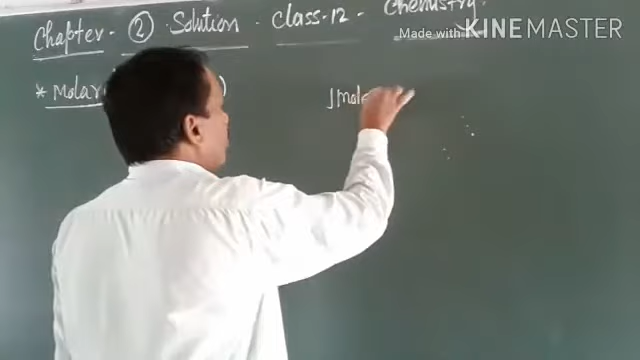 Chapter - ② Solution. Class-12 - Chemistry.
Made with KINEMASTER
* Molar )
1 mole